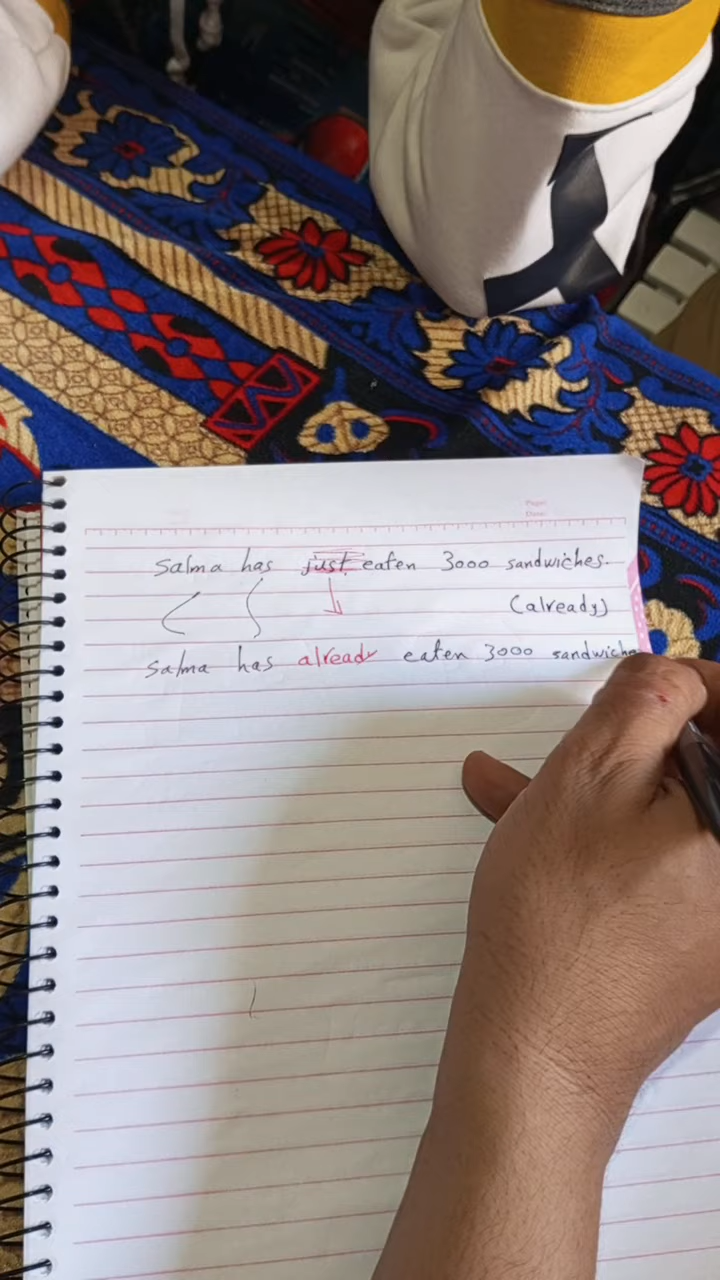 Salma has just eaten 3000 sandwiches.
(already)
Salma has already eaten 3000 sandwiche